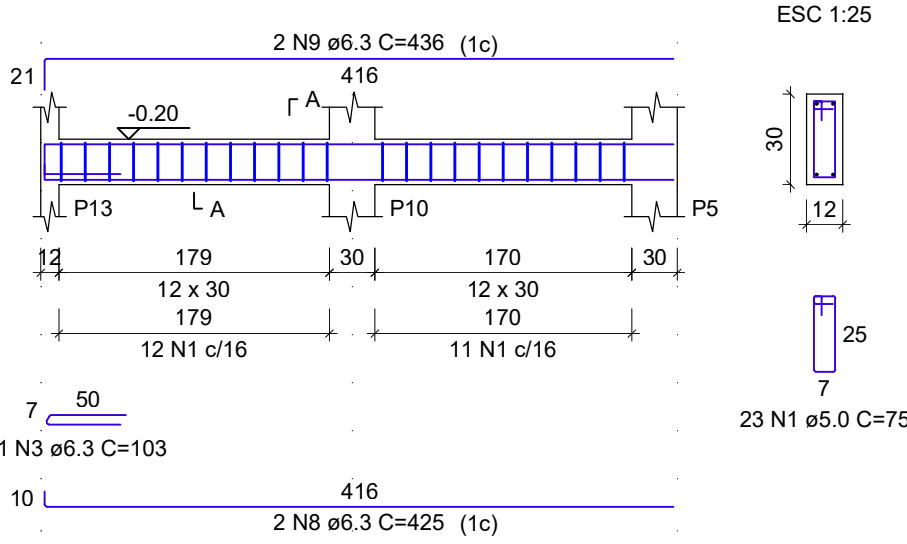 ESC 1:25
2 N9 ø6.3 C=436 (1c)
21
416
A
-0.20
30
12
P13
A
P10
P5
12
179
30
170
30
12 x 30
12 x 30
179
170
12 N1 c/16
11 N1 c/16
25
7
23 N1 ø5.0 C=75
7
50
1 N3 ø6.3 C=103
10
416
2 N8 ø6.3 C=425 (1c)